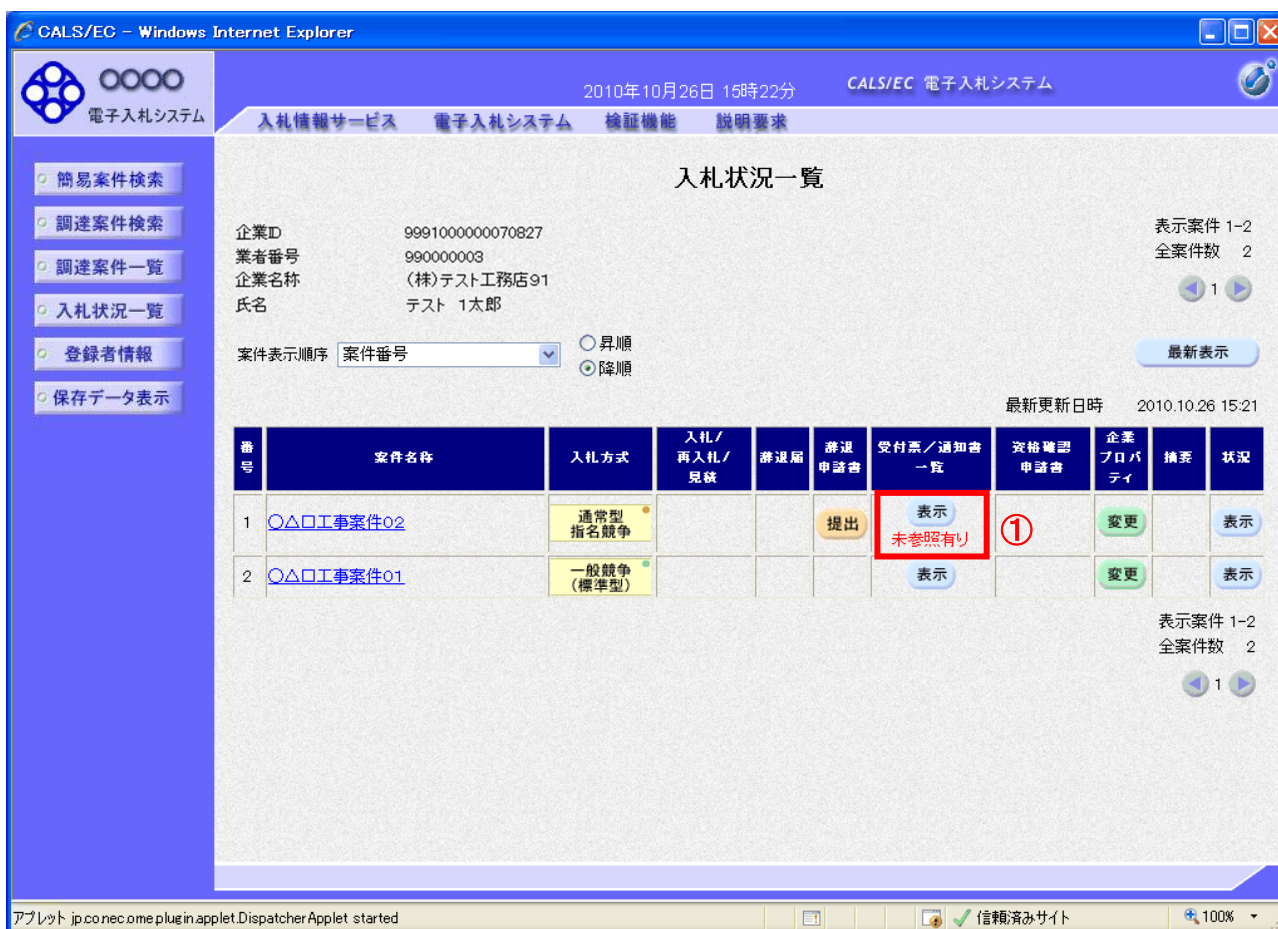 CALS/EC - Windows Internet Explorer
〇〇〇〇
電子入札システム
2010年10月26日 15時22分
CALS/EC 電子入札システム
入札情報サービス 電子入札システム 検証機能 説明要求
簡易案件検索
調達案件検索
調達案件一覧
入札状況一覧
登録者情報
保存データ表示
入札状況一覧
企業ID 9991000000070827
業者番号 990000003
企業名称 (株)テスト工務店91
氏名 テスト 1太郎
表示案件 1-2
全案件数 2
1
案件表示順序 案件番号
昇順
降順
最新表示
最新更新日時 2010.10.26 15:21
番号 案件名称 入札方式 入札/再入札/見積 辞退届 辞退申請書 受付票/通知書一覧 資格確認申請書 企業プロパティ 摘要 状況
1 〇△口工事案件02 通常型指名競争 提出 表示 未参照有り ① 変更 表示
2 〇△口工事案件01 一般競争(標準型) 表示 変更 表示
表示案件 1-2
全案件数 2
1
アプレット jp.co.nec.ome.plugin.applet.DispatcherApplet started
信頼済みサイト
100%